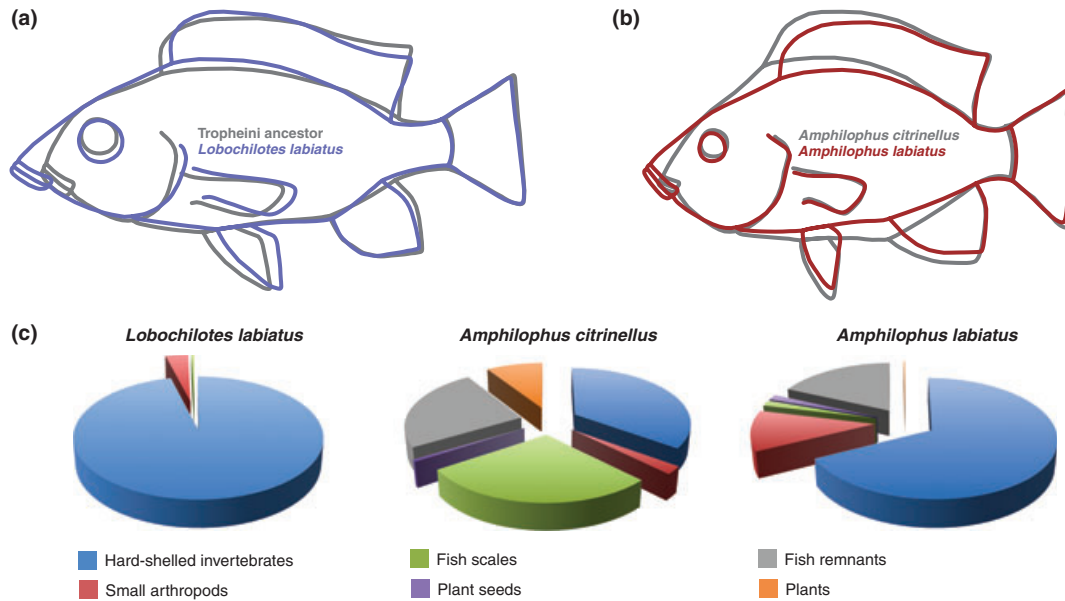 (a)
Tropheini ancestor
Lobochilotes labiatus
(b)
Amphilophus citrinellus
Amphilophus labiatus
(c)
Lobochilotes labiatus
Amphilophus citrinellus
Amphilophus labiatus
Hard-shelled invertebrates
Small arthropods
Fish scales
Plant seeds
Fish remnants
Plants